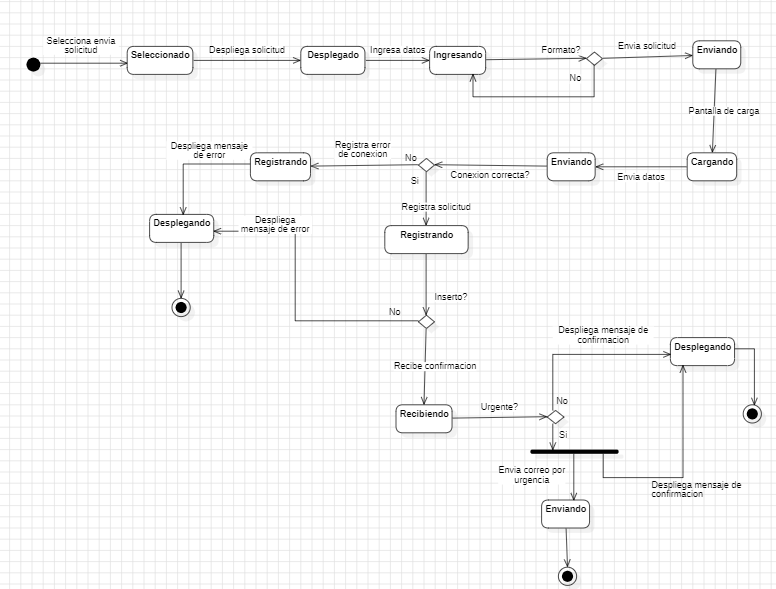 Selecciona envia
solicitud
Seleccionado
Despliega solicitud
Desplegado
Ingresa datos
Ingresando
Formato?
No
Envia solicitud
Enviando
Pantalla de carga
Cargando
Envia datos
Enviando
Conexion correcta?
No
Si
Registra error
de conexion
Registrando
Despliega mensaje
de error
Desplegando
Despliega
mensaje de error
Registra solicitud
Registrando
Inserto?
No
Recibe confirmacion
Recibiendo
Urgente?
No
Si
Despliega mensaje de
confirmacion
Desplegando
Envia correo por
urgencia
Despliega mensaje de
confirmacion
Enviando